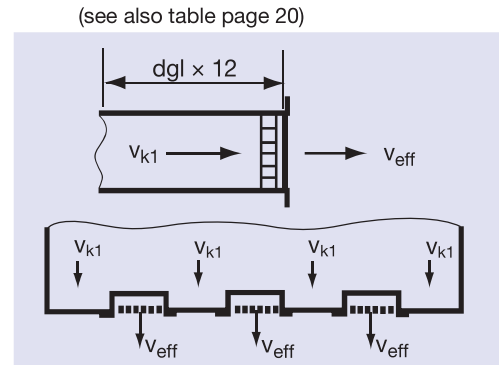 (see also table page 20)
dgl × 12
vk1 veff
vk1 vk1 vk1 vk1
veff veff veff